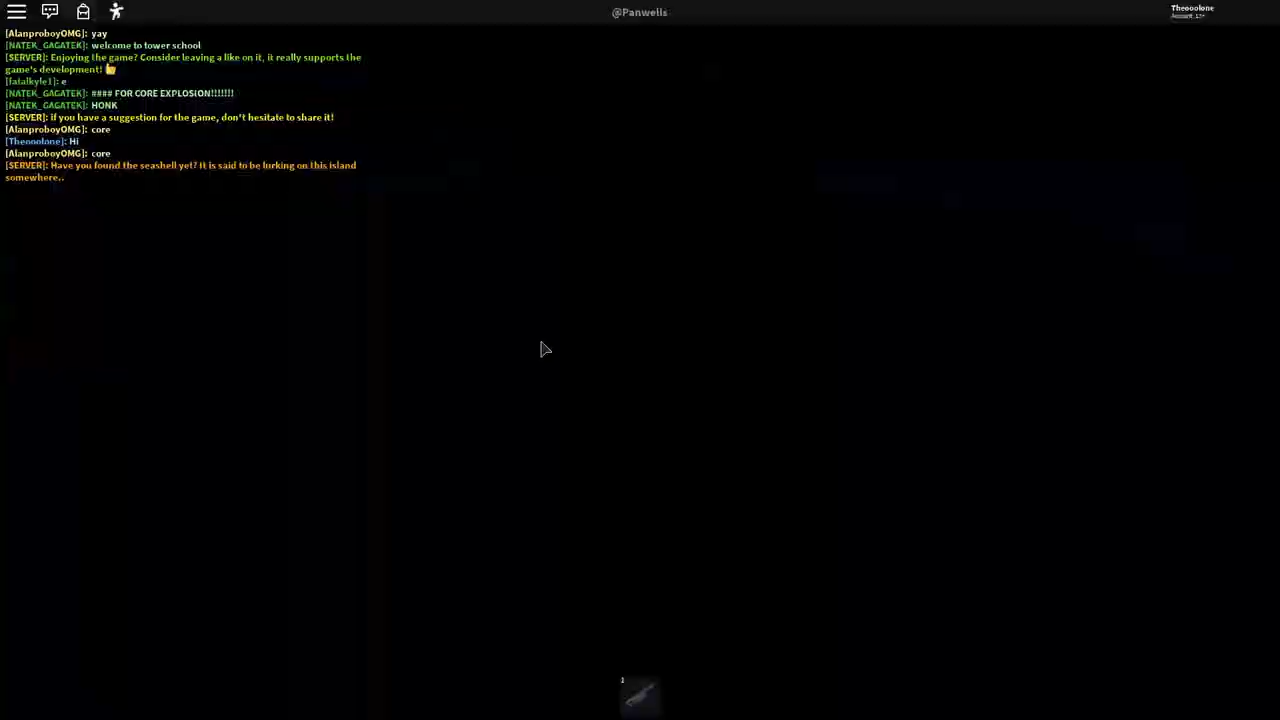 @Panwells
Theooolone
Account: 13+
[AlanproboyOMG]: yay
[NATEK_GAGATEK]: welcome to tower school
[SERVER]: Enjoying the game? Consider leaving a like on it, it really supports the
game's development! 👍
[fatalkyle1]: e
[NATEK_GAGATEK]: #### FOR CORE EXPLOSION!!!!!!!
[NATEK_GAGATEK]: HONK
[SERVER]: if you have a suggestion for the game, don't hesitate to share it!
[AlanproboyOMG]: core
[Theooolone]: Hi
[AlanproboyOMG]: core
[SERVER]: Have you found the seashell yet? It is said to be lurking on this island
somewhere..
1